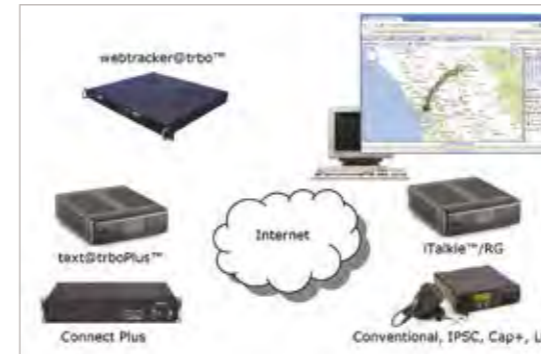 webtracker@trbo™
text@trboPlus™
Internet
iTalkie™/RG
Connect Plus
Conventional, IPSC, Cap+, L